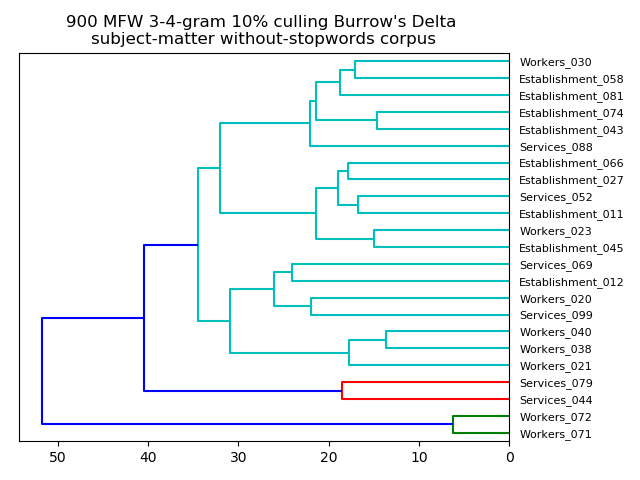 900 MFW 3-4-gram 10% culling Burrow's Delta
subject-matter without-stopwords corpus
Workers_030
Establishment_058
Establishment_081
Establishment_074
Establishment_043
Services_088
Establishment_066
Establishment_027
Services_052
Establishment_011
Workers_023
Establishment_045
Services_069
Establishment_012
Workers_020
Services_099
Workers_040
Workers_038
Workers_021
Services_079
Services_044
Workers_072
Workers_071
50 40 30 20 10 0